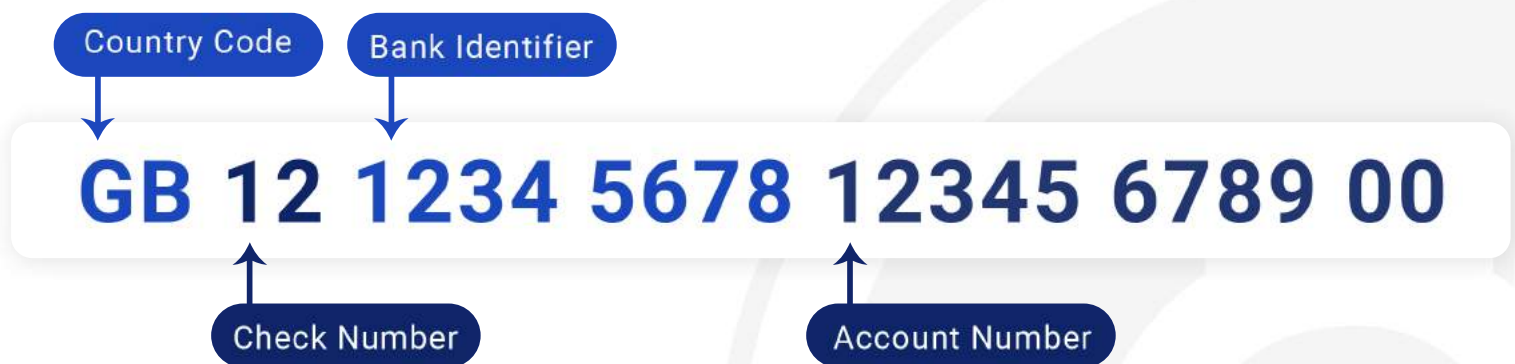 Country Code Bank Identifier
GB 12 1234 5678 12345 6789 00
Check Number Account Number